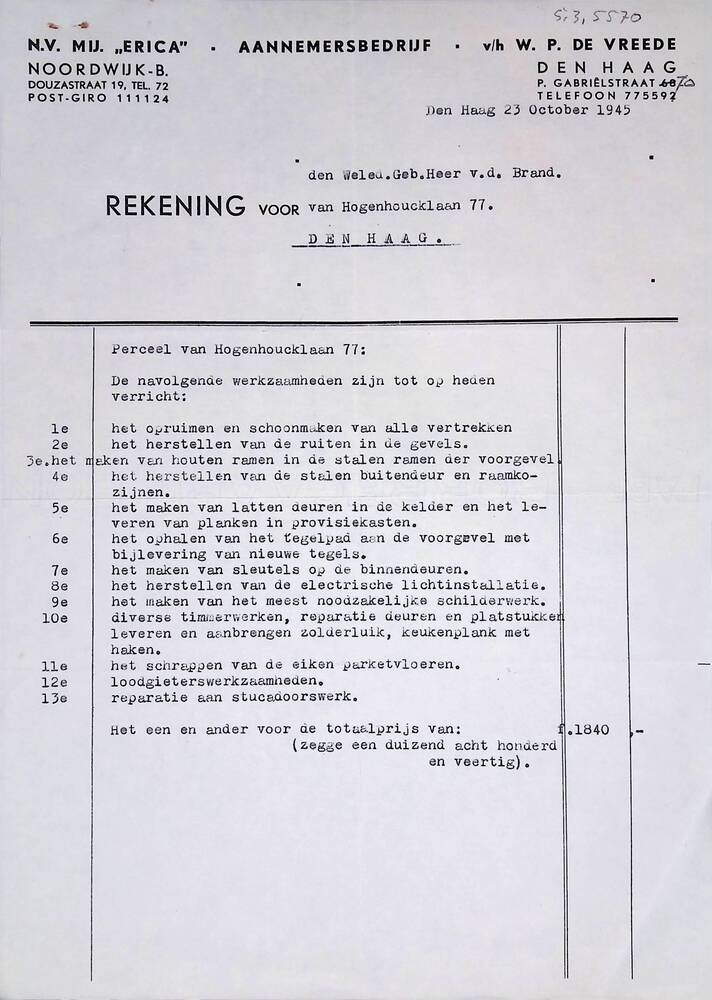 S,3, 5570
N.V. MIJ. „ERICA” · AANNEMERSBEDRIJF · v/h W. P. DE VREEDE
NOORDWIJK-B.
DOUZASTRAAT 19, TEL. 72
POST-GIRO 111124
DEN HAAG
P. GABRIËLSTRAAT 68 70
TELEFOON 775592
Den Haag 23 October 1945
den Weled.Geb.Heer v.d. Brand.
REKENING VOOR van Hogenhoucklaan 77.
DEN HAAG.
Perceel van Hogenhoucklaan 77:
De navolgende werkzaamheden zijn tot op heden
verricht:
1e het opruimen en schoonmaken van alle vertrekken
2e het herstellen van de ruiten in de gevels.
3e.het maken van houten ramen in de stalen ramen der voorgevel.
4e het herstellen van de stalen buitendeur en raamko-
zijnen.
5e het maken van latten deuren in de kelder en het le-
veren van planken in provisiekasten.
6e het ophalen van het tegelpad aan de voorgevel met
bijlevering van nieuwe tegels.
7e het maken van sleutels op de binnendeuren.
8e het herstellen van de electrische lichtinstallatie.
9e het maken van het meest noodzakelijke schilderwerk.
10e diverse timmerwerken, reparatie deuren en platstukken
leveren en aanbrengen zolderluik, keukenplank met
haken.
11e het schrappen van de eiken parketvloeren.
12e loodgieterswerkzaamheden.
13e reparatie aan stucadoorswerk.
Het een en ander voor de totaalprijs van: f.1840,-
(zegge een duizend acht honderd
en veertig).